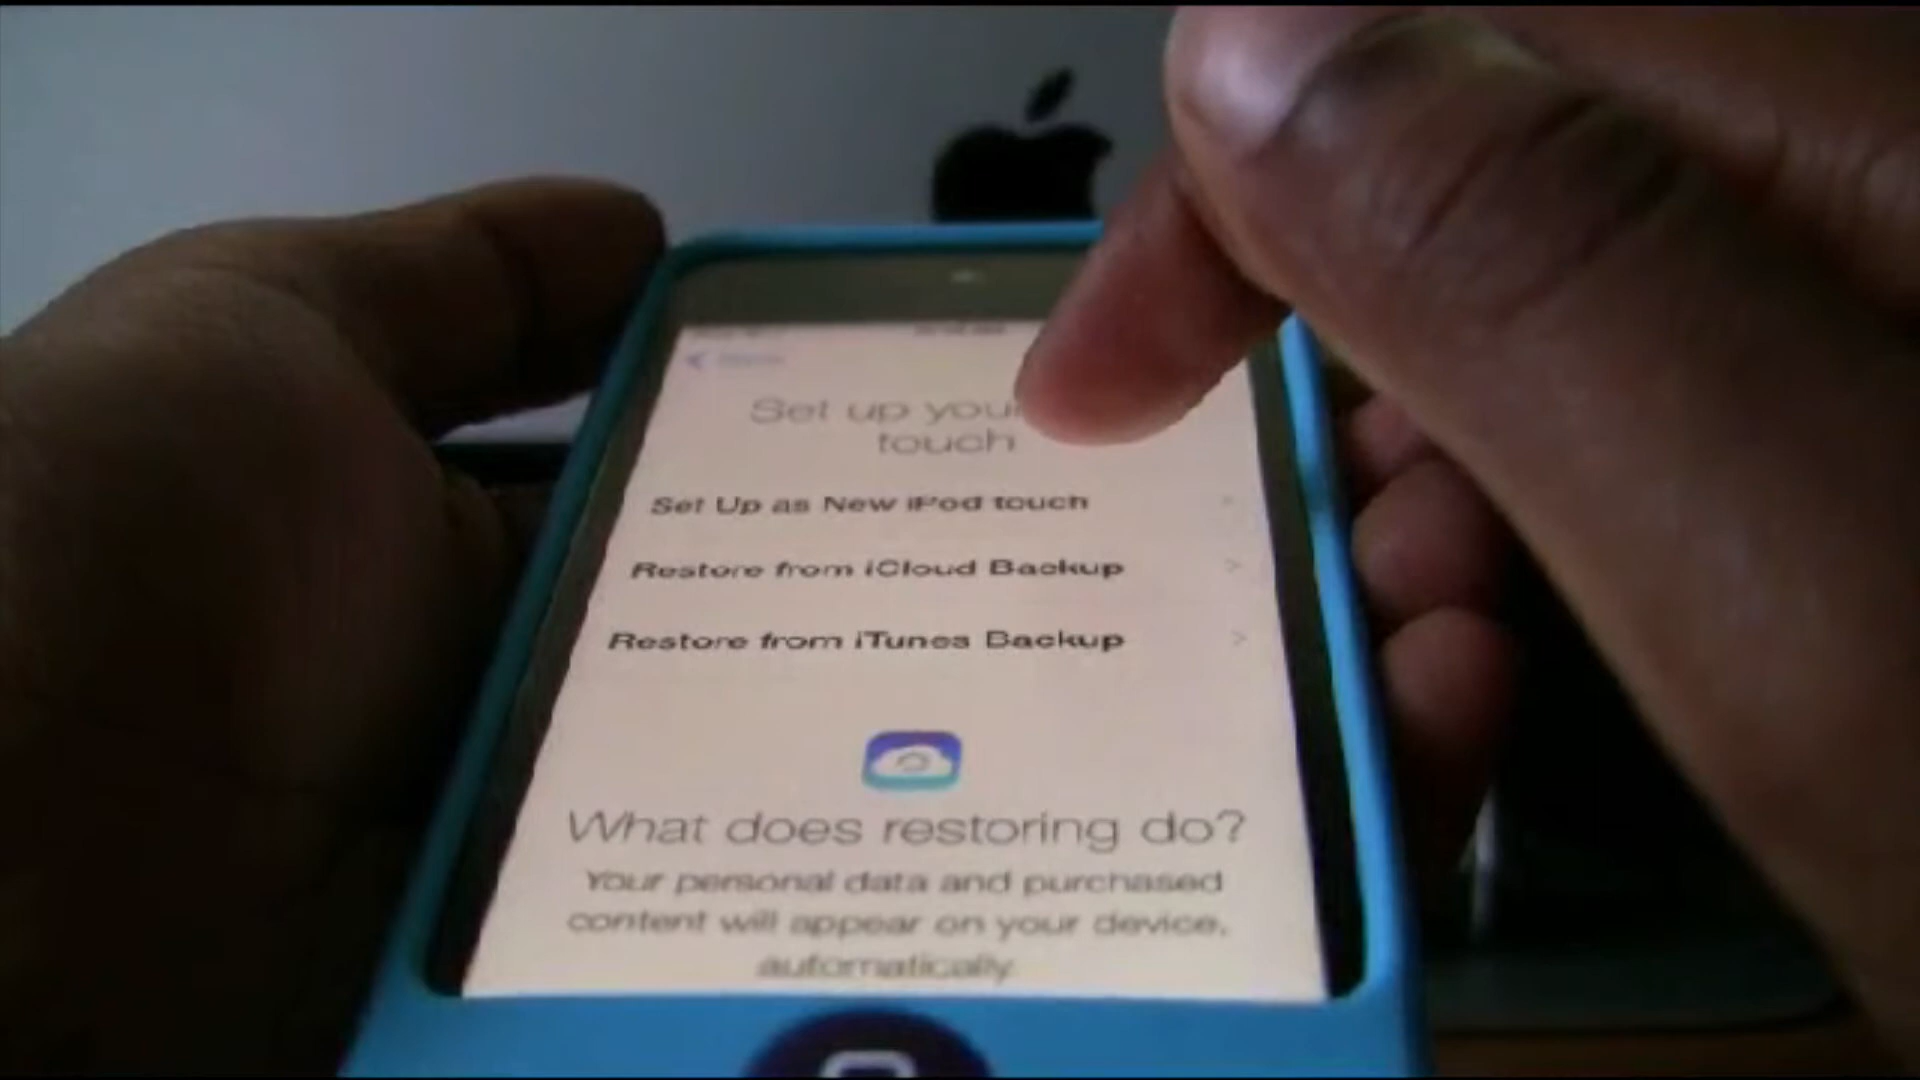 Set up your
touch
Set Up as New iPod touch
Restore from iCloud Backup
Restore from iTunes Backup
What does restoring do?
Your personal data and purchased
content will appear on your device,
automatically